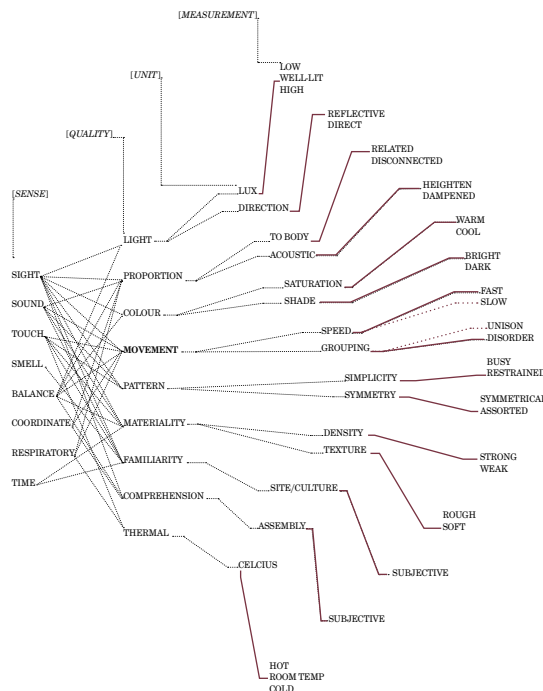 [MEASUREMENT]
LOW
WELL-LIT
HIGH
[UNIT]
REFLECTIVE
DIRECT
[QUALITY]
RELATED
DISCONNECTED
[SENSE]
LUX
HEIGHTEN
DAMPENED
DIRECTION
WARM
COOL
LIGHT
TO BODY
ACOUSTIC
BRIGHT
DARK
SIGHT
PROPORTION
SATURATION
FAST
SLOW
SHADE
SOUND
COLOUR
UNISON
DISORDER
TOUCH
SPEED
MOVEMENT
GROUPING
BUSY
RESTRAINED
SMELL
SIMPLICITY
PATTERN
SYMMETRY
SYMMETRICAL
ASSORTED
BALANCE
COORDINATE
MATERIALITY
DENSITY
TEXTURE
STRONG
WEAK
RESPIRATORY
FAMILIARITY
TIME
SITE/CULTURE
COMPREHENSION
ROUGH
SOFT
ASSEMBLY
THERMAL
CELCIUS
SUBJECTIVE
SUBJECTIVE
HOT
ROOM TEMP
COLD